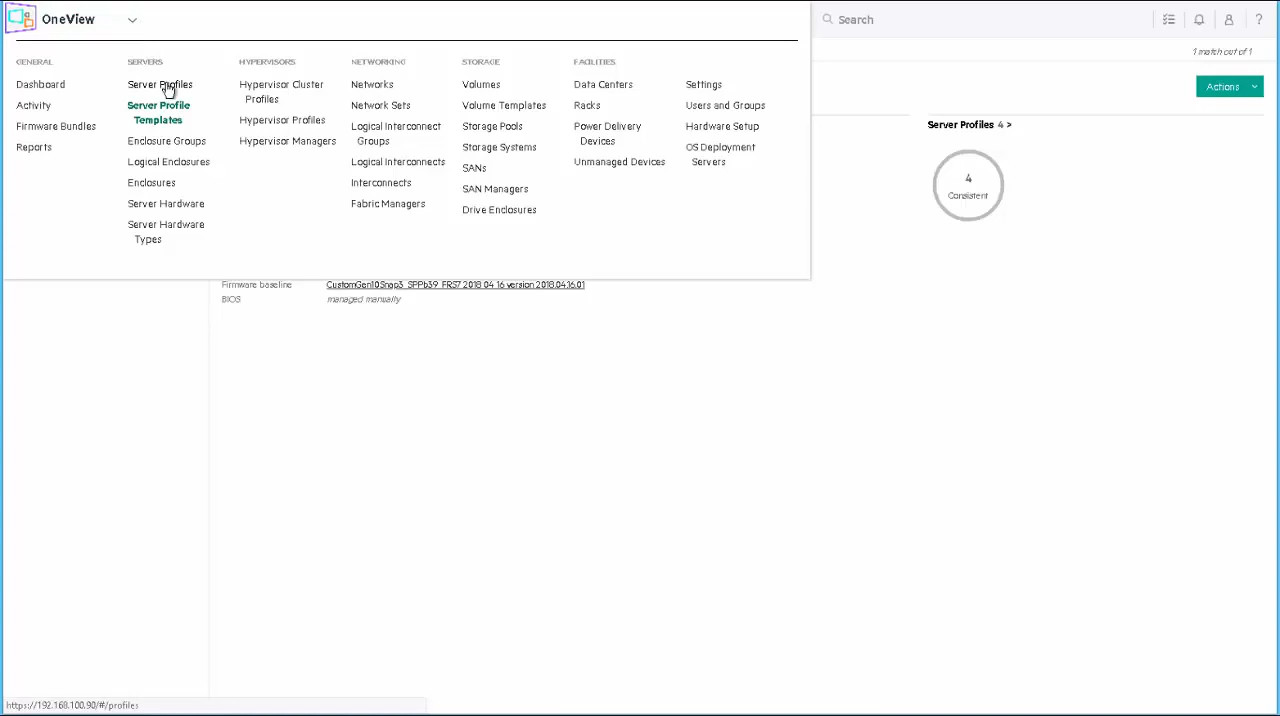 OneView
Search
1 match out of 1
GENERAL
Dashboard
Activity
Firmware Bundles
Reports
SERVERS
Server Profiles
Server Profile
Templates
Enclosure Groups
Logical Enclosures
Enclosures
Server Hardware
Server Hardware
Types
HYPERVISORS
Hypervisor Cluster
Profiles
Hypervisor Profiles
Hypervisor Managers
NETWORKING
Networks
Network Sets
Logical Interconnect
Groups
Logical Interconnects
Interconnects
Fabric Managers
STORAGE
Volumes
Volume Templates
Storage Pools
Storage Systems
SANs
SAN Managers
Drive Enclosures
FACILITIES
Data Centers
Racks
Power Delivery
Devices
Unmanaged Devices
Settings
Users and Groups
Hardware Setup
OS Deployment
Servers
Actions
Server Profiles 4 >
4
Consistent
Firmware baseline CustomGen10Snap3_SPPb39_FRS7 2018 04 16 version 2018.04.16.01
BIOS managed manually
https://192.168.100.90/#/profiles